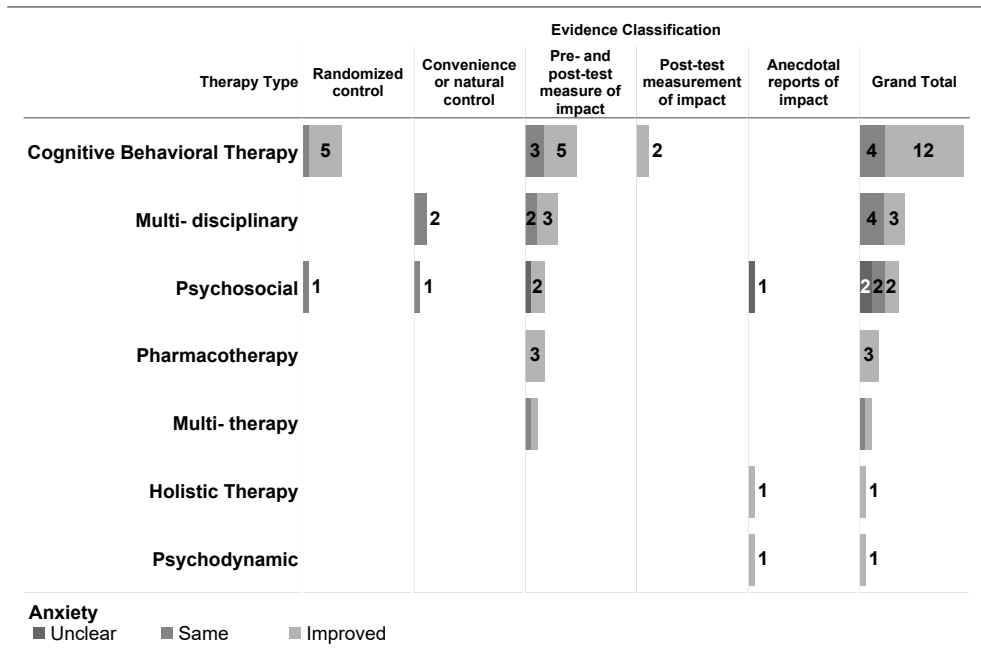 Evidence Classification
Therapy Type
Randomized
control
Convenience
or natural
control
Pre- and
post-test
measure of
impact
Post-test
measurement
of impact
Anecdotal
reports of
impact
Grand Total
Cognitive Behavioral Therapy 5 3 5 2 4 12
Multi- disciplinary 2 2 3 4 3
Psychosocial 1 1 2 1 2 2 2
Pharmacotherapy 3 3
Multi- therapy
Holistic Therapy 1 1
Psychodynamic 1 1
Anxiety
Unclear Same Improved